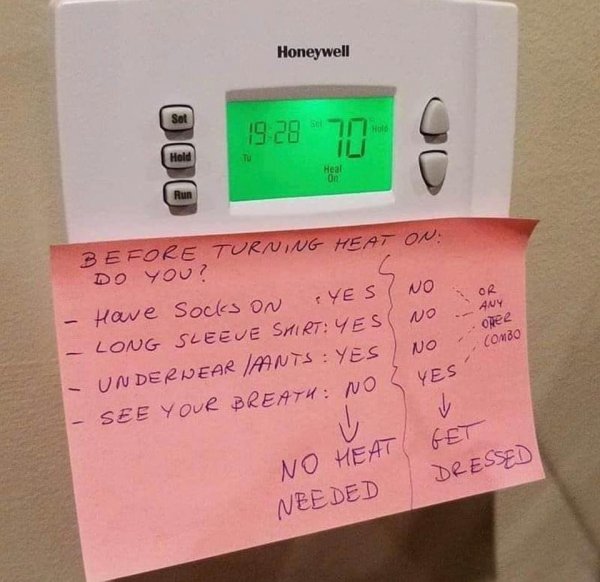 Honeywell
Set
Hold
Run
19:28 Set 70° Hold
Tu
Heat
On
BEFORE TURNING HEAT ON:
DO YOU?
- Have Socks ON : YES NO OR
- LONG SLEEVE SHIRT: YES NO ANY
- UNDERWEAR/PANTS : YES NO OTHER
- SEE YOUR BREATH: NO YES COMBO
NO HEAT GET
NEEDED DRESSED